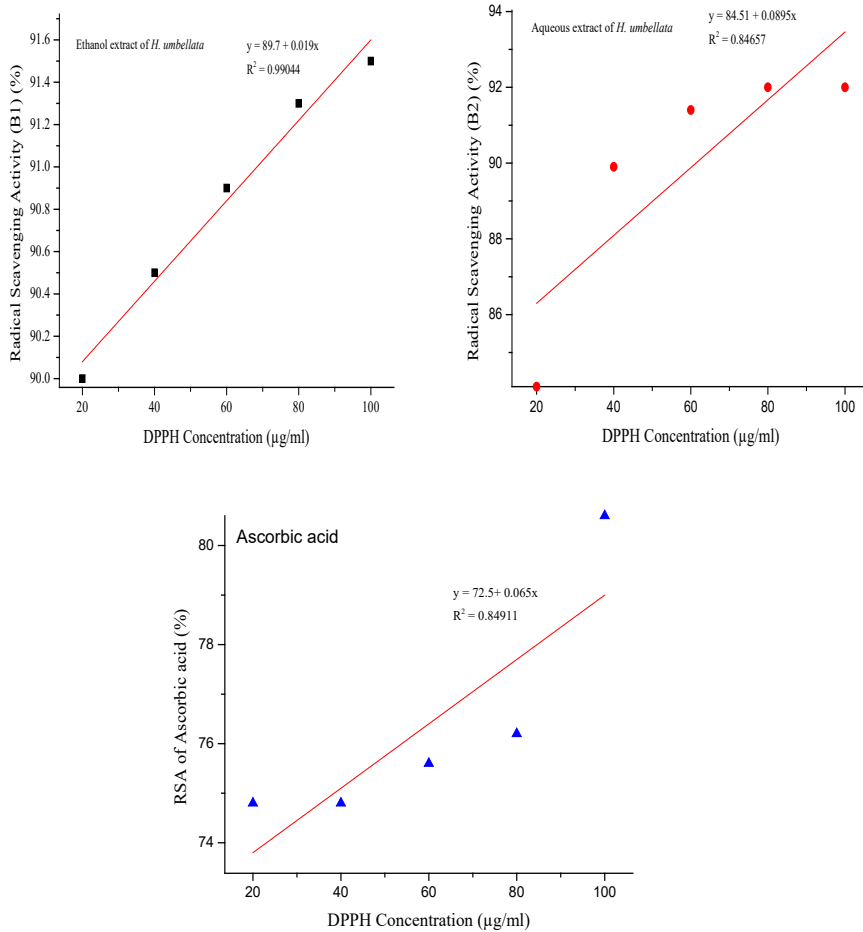 Ethanol extract of H. umbellata
y = 89.7 + 0.019x
R² = 0.99044
Radical Scavenging Activity (B1) (%)
91.6
91.4
91.2
91.0
90.8
90.6
90.4
90.2
90.0
20 40 60 80 100
DPPH Concentration (µg/ml)
Aqueous extract of H. umbellata
y = 84.51 + 0.0895x
R² = 0.84657
Radical Scavenging Activity (B2) (%)
94
92
90
88
86
20 40 60 80 100
DPPH Concentration (µg/ml)
Ascorbic acid
y = 72.5+ 0.065x
R² = 0.84911
RSA of Ascorbic acid (%)
80
78
76
74
20 40 60 80 100
DPPH Concentration (µg/ml)